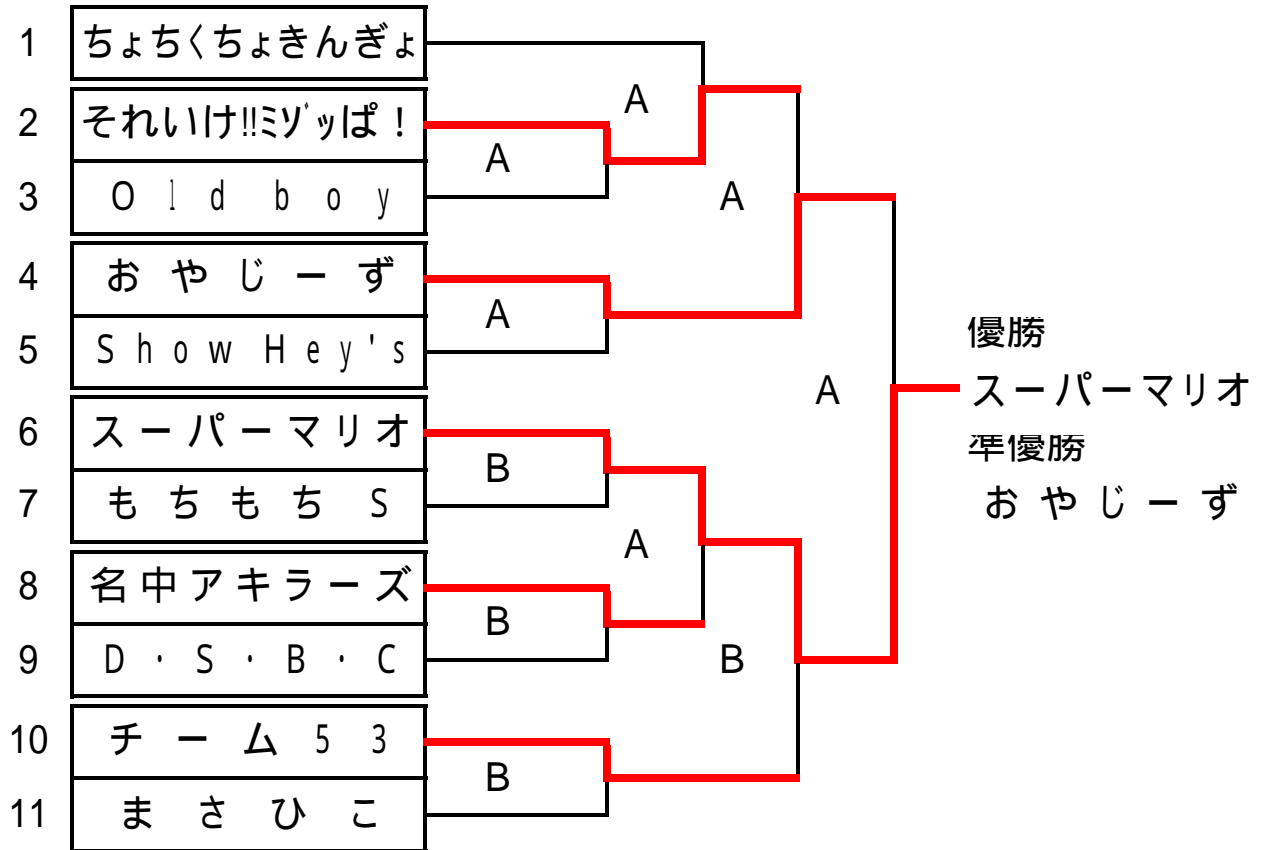 1 ちょちくちょきんぎょ
A
2 それいけ!!ミゾッぱ！
A
3 Old boy
A
4 おやじーず
A
5 Show Hey's
優勝
A
スーパーマリオ
6 スーパーマリオ
準優勝
B
7 もちもちS
おやじーず
A
8 名中アキラーズ
B
9 D・S・B・C
B
10 チーム53
B
11 まさひこ